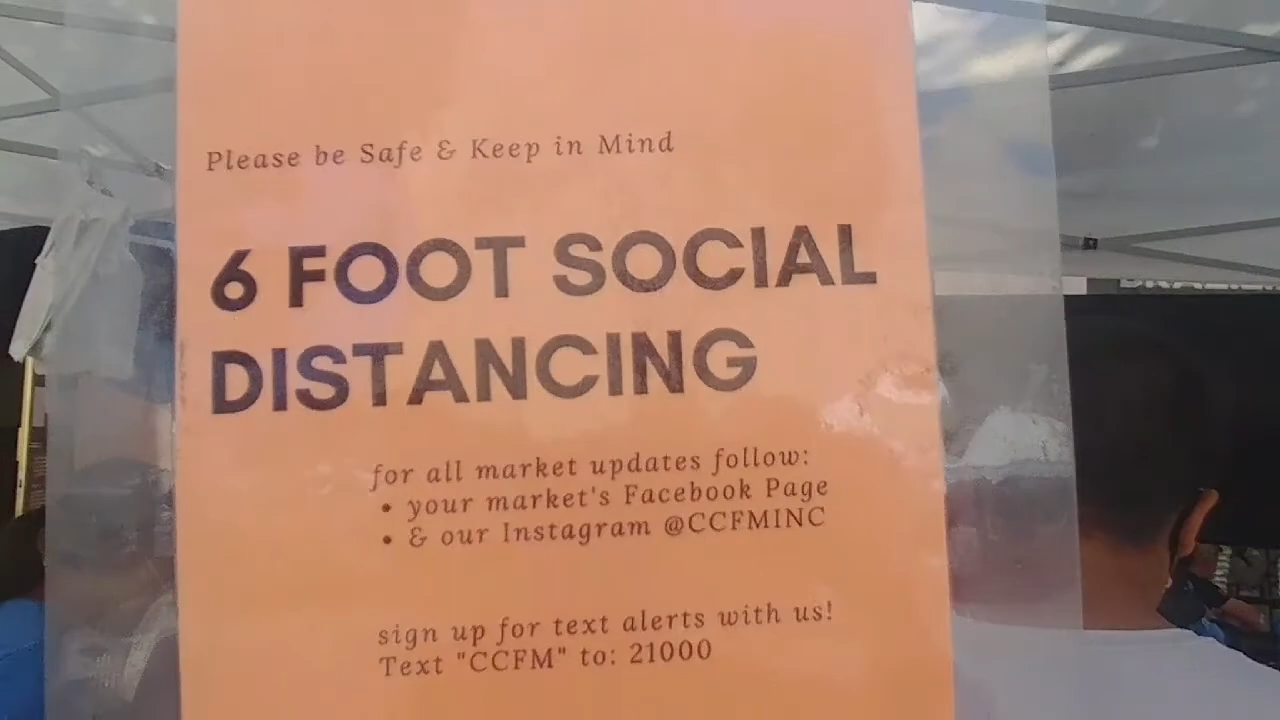 Please be Safe & Keep in Mind
6 FOOT SOCIAL
DISTANCING
for all market updates follow:
• your market's Facebook Page
• & our Instagram @CCFMINC
sign up for text alerts with us!
Text "CCFM" to: 21000